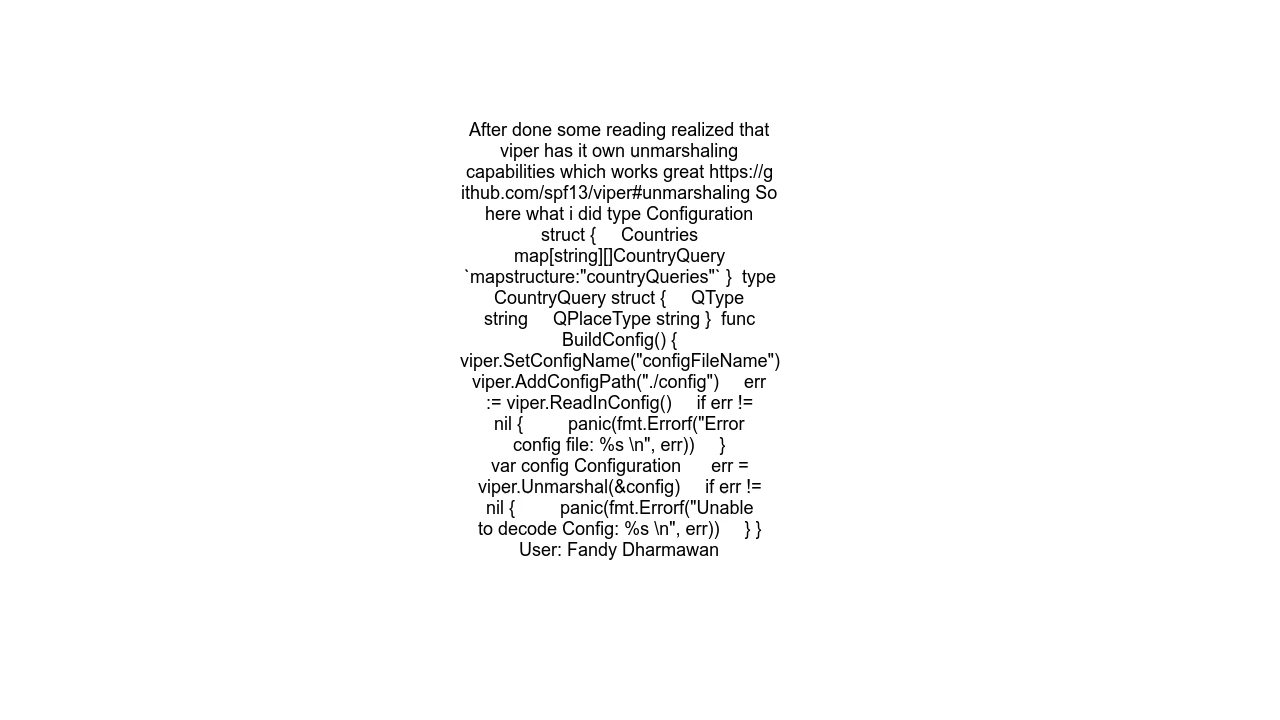 After done some reading realized that
viper has it own unmarshaling
capabilities which works great https://g
ithub.com/spf13/viper#unmarshaling So
here what i did type Configuration
struct {     Countries
map[string][]CountryQuery
`mapstructure:"countryQueries"` }  type
CountryQuery struct {     QType
string     QPlaceType string }  func
BuildConfig() {
viper.SetConfigName("configFileName")
viper.AddConfigPath("./config")     err
:= viper.ReadInConfig()     if err !=
nil {         panic(fmt.Errorf("Error
config file: %s \n", err))     }
var config Configuration      err =
viper.Unmarshal(&config)     if err !=
nil {         panic(fmt.Errorf("Unable
to decode Config: %s \n", err))     } }
User: Fandy Dharmawan